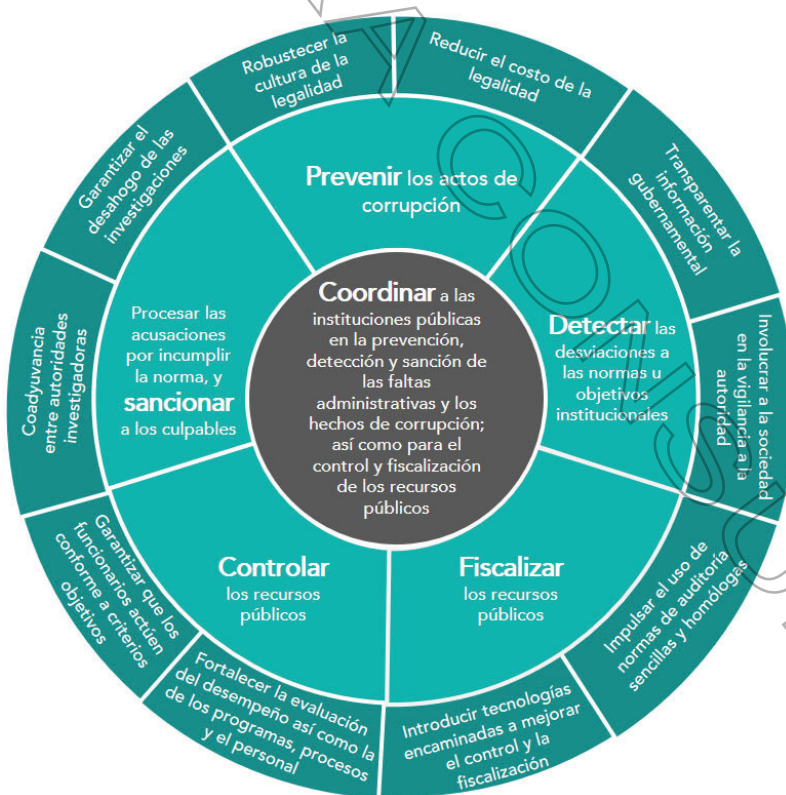 Coordinar a las
instituciones públicas
en la prevención,
detección y sanción de
las faltas
administrativas y los
hechos de corrupción;
así como para el
control y fiscalización
de los recursos
públicos
Prevenir los actos de
corrupción
Detectar las
desviaciones a
las normas u
objetivos
institucionales
Fiscalizar
los recursos
públicos
Controlar
los recursos
públicos
Procesar las
acusaciones
por incumplir
la norma, y
sancionar
a los culpables
Robustecer la
cultura de la
legalidad
Reducir el costo de la
legalidad
Transparentar la
información
gubernamental
Involucrar a la sociedad
en la vigilancia a la
autoridad
Impulsar el uso de
normas de auditoría
sencillas y homólogas
Introducir tecnologías
encaminadas a mejorar
el control y la
fiscalización
Fortalecer la evaluación
del desempeño así como la
de los programas, procesos
y el personal
Garantizar que los
funcionarios actúen
conforme a criterios
objetivos
Coadyuvancia
entre autoridades
investigadoras
Garantizar el
desahogo de las
investigaciones